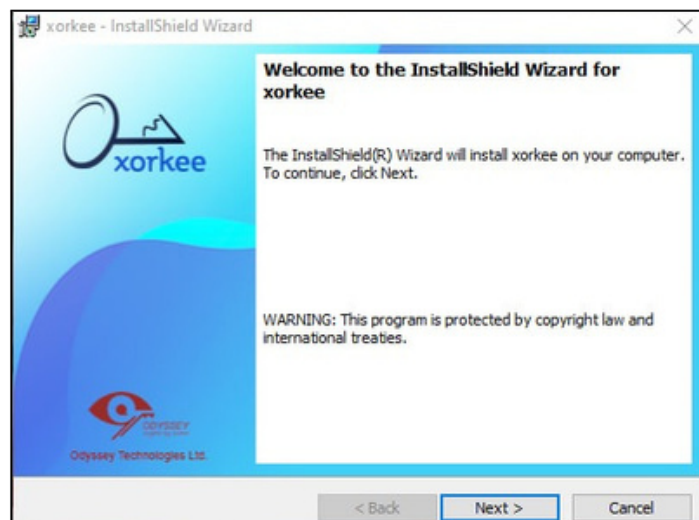 xorkee - InstallShield Wizard
xorkee
Welcome to the InstallShield Wizard for
xorkee
The InstallShield(R) Wizard will install xorkee on your computer.
To continue, click Next.
WARNING: This program is protected by copyright law and
international treaties.
ODYSSEY
Odyssey Technologies Ltd.
< Back
Next >
Cancel